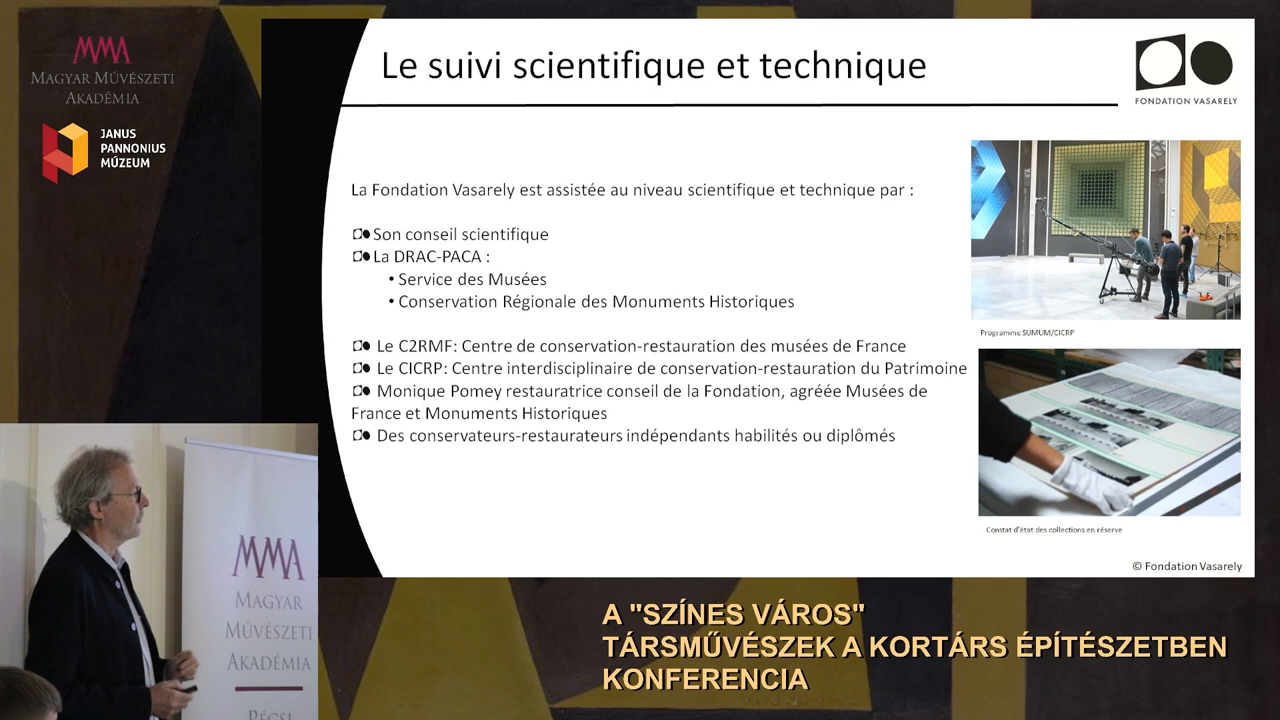 MMA
MAGYAR MŰVÉSZETI
AKADÉMIA
JANUS
PANNONIUS
MÚZEUM
Le suivi scientifique et technique
FONDATION VASARELY
La Fondation Vasarely est assistée au niveau scientifique et technique par :
Son conseil scientifique
La DRAC-PACA :
• Service des Musées
• Conservation Régionale des Monuments Historiques
Le C2RMF: Centre de conservation-restauration des musées de France
Le CICRP: Centre interdisciplinaire de conservation-restauration du Patrimoine
Monique Pomey restauratrice conseil de la Fondation, agréée Musées de
France et Monuments Historiques
Des conservateurs-restaurateurs indépendants habilités ou diplômés
Programme SUMUM/CICRP
Constat d'état des collections en réserve
© Fondation Vasarely
MMA
MAGYAR
MŰVÉSZETI
AKADÉMIA
PÉCSI
A "SZÍNES VÁROS"
TÁRSMŰVÉSZEK A KORTÁRS ÉPÍTÉSZETBEN
KONFERENCIA